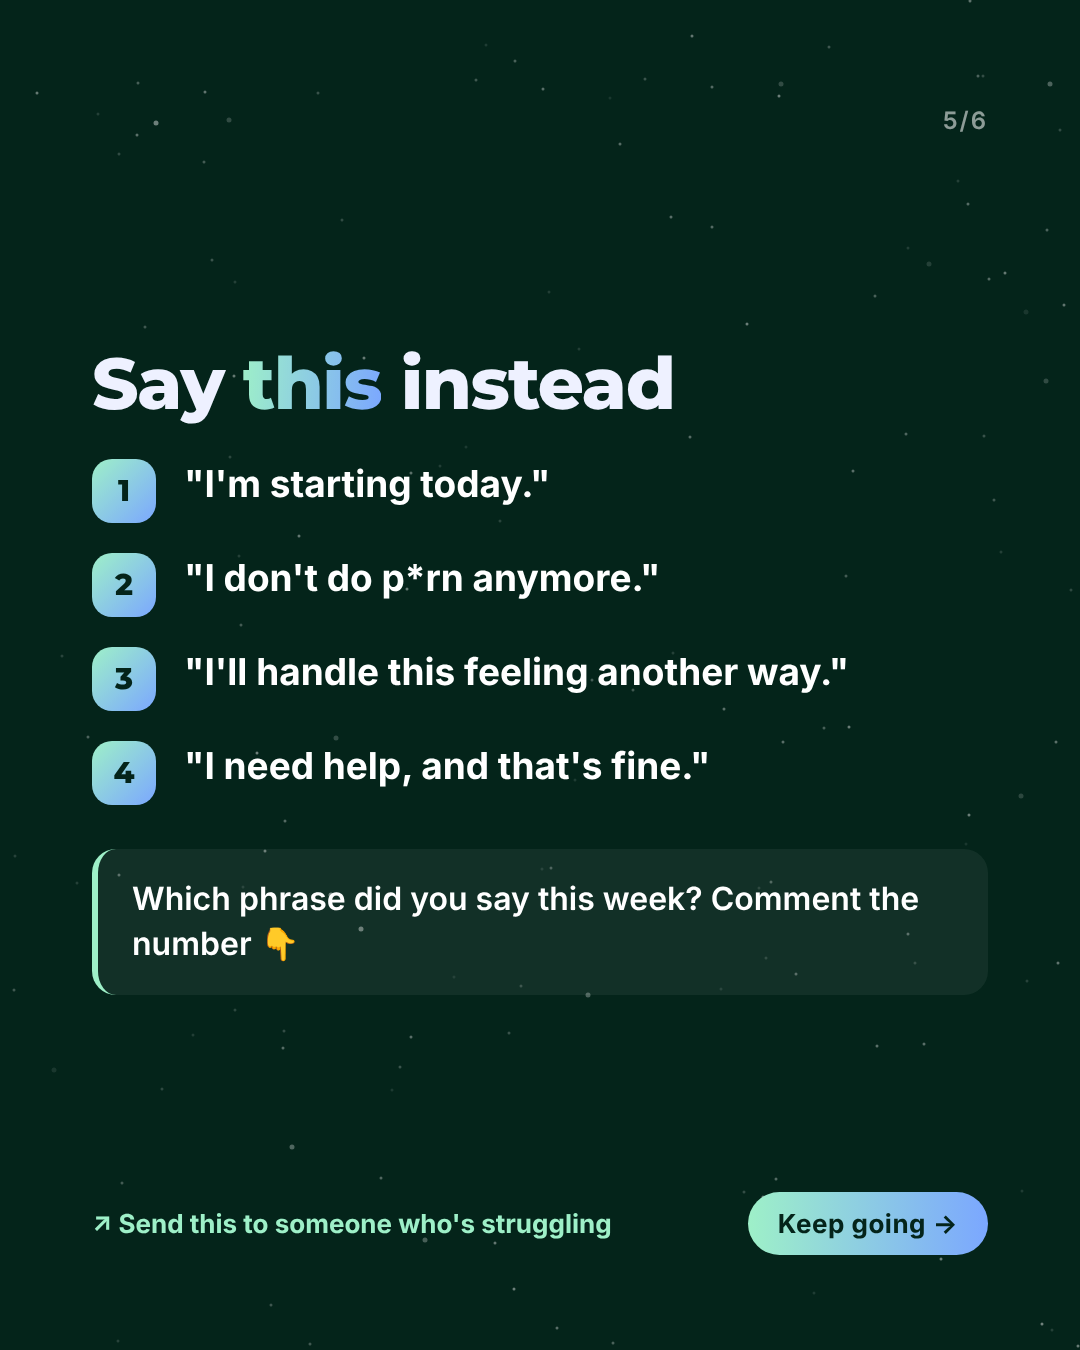 5/6
Say this instead
1 "I'm starting today."
2 "I don't do p*rn anymore."
3 "I'll handle this feeling another way."
4 "I need help, and that's fine."
Which phrase did you say this week? Comment the
number 👇
↗ Send this to someone who's struggling
Keep going →